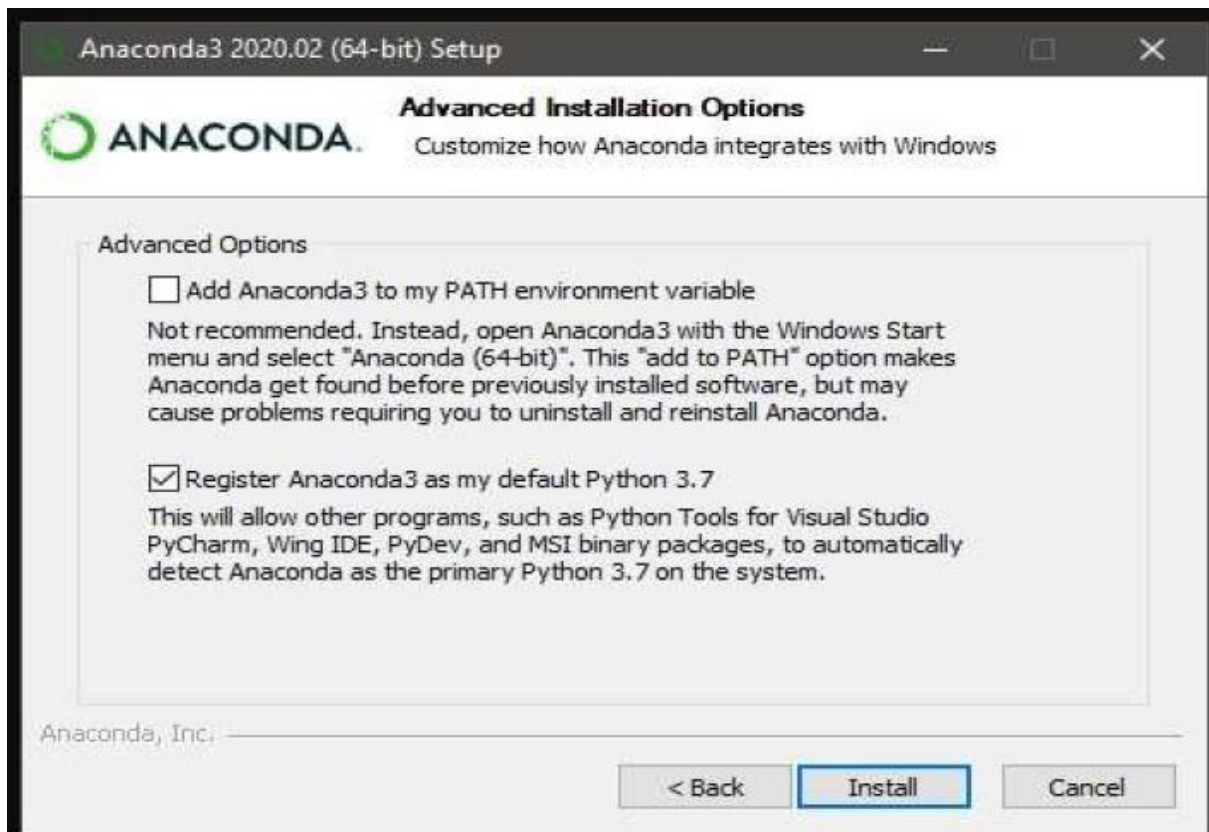 Anaconda3 2020.02 (64-bit) Setup
ANACONDA.
Advanced Installation Options
Customize how Anaconda integrates with Windows
Advanced Options
Add Anaconda3 to my PATH environment variable
Not recommended. Instead, open Anaconda3 with the Windows Start
menu and select "Anaconda (64-bit)". This "add to PATH" option makes
Anaconda get found before previously installed software, but may
cause problems requiring you to uninstall and reinstall Anaconda.
Register Anaconda3 as my default Python 3.7
This will allow other programs, such as Python Tools for Visual Studio
PyCharm, Wing IDE, PyDev, and MSI binary packages, to automatically
detect Anaconda as the primary Python 3.7 on the system.
Anaconda, Inc.
< Back Install Cancel